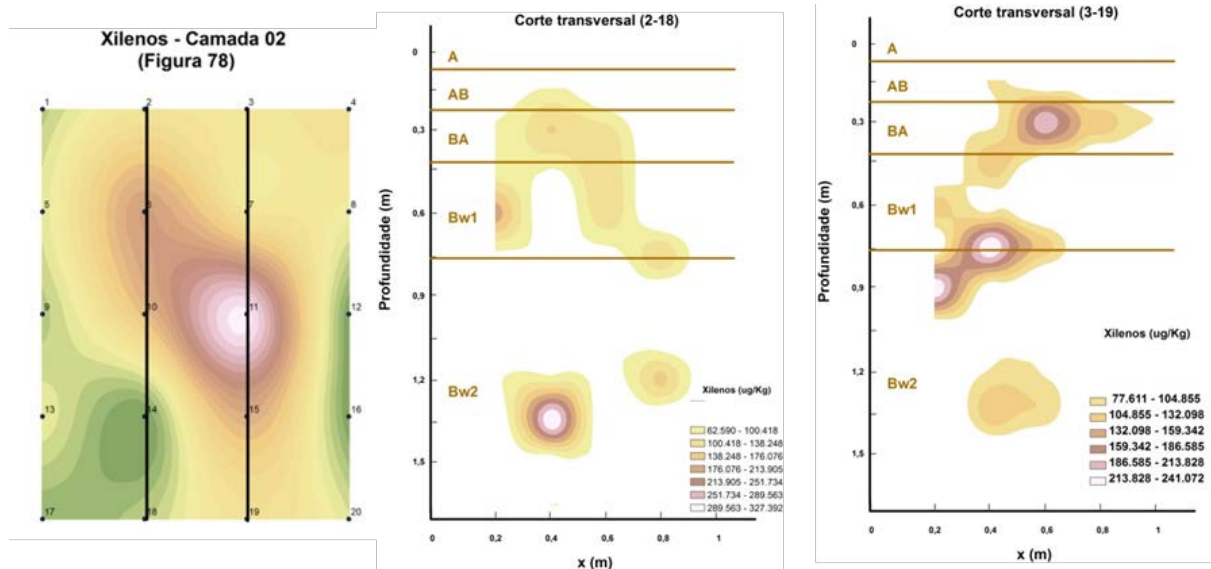 Xilenos - Camada 02
(Figura 78)
1
2
3
4
5
6
7
8
9
10
11
12
13
14
15
16
17
18
19
20
Corte transversal (2-18)
Profundidade (m)
0
0,3
0,6
0,9
1,2
1,5
A
AB
BA
Bw1
Bw2
Xilenos (ug/Kg)
62.590 - 100.418
100.418 - 138.248
138.248 - 176.076
176.076 - 213.905
213.905 - 251.734
251.734 - 289.563
289.563 - 327.392
0 0,2 0,4 0,6 0,8 1
x (m)
Corte transversal (3-19)
Profundidade (m)
0
0,3
0,6
0,9
1,2
1,5
A
AB
BA
Bw1
Bw2
Xilenos (ug/Kg)
77.611 - 104.855
104.855 - 132.098
132.098 - 159.342
159.342 - 186.585
186.585 - 213.828
213.828 - 241.072
0 0,2 0,4 0,6 0,8 1
x (m)